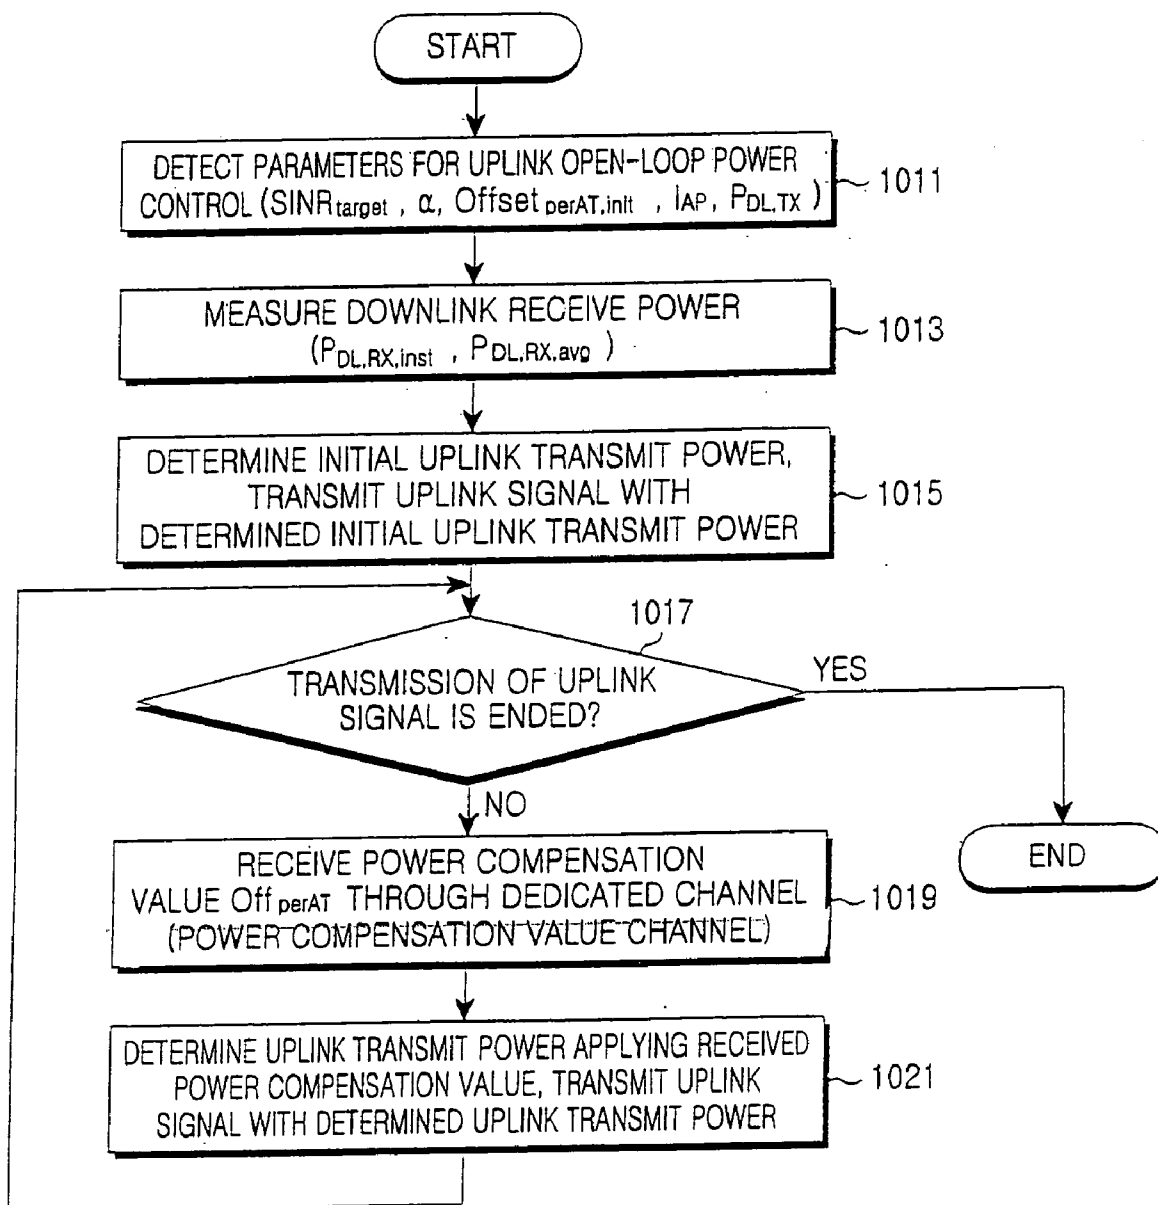 START
DETECT PARAMETERS FOR UPLINK OPEN-LOOP POWER
CONTROL (SINRtarget , α, Offset perAT,init , IAP, PDL,TX )
1011
MEASURE DOWNLINK RECEIVE POWER
(PDL,RX,inst , PDL,RX,avg )
1013
DETERMINE INITIAL UPLINK TRANSMIT POWER,
TRANSMIT UPLINK SIGNAL WITH
DETERMINED INITIAL UPLINK TRANSMIT POWER
1015
1017
TRANSMISSION OF UPLINK
SIGNAL IS ENDED?
YES
NO
END
RECEIVE POWER COMPENSATION
VALUE Off perAT THROUGH DEDICATED CHANNEL
(POWER COMPENSATION VALUE CHANNEL)
1019
DETERMINE UPLINK TRANSMIT POWER APPLYING RECEIVED
POWER COMPENSATION VALUE, TRANSMIT UPLINK
SIGNAL WITH DETERMINED UPLINK TRANSMIT POWER
1021